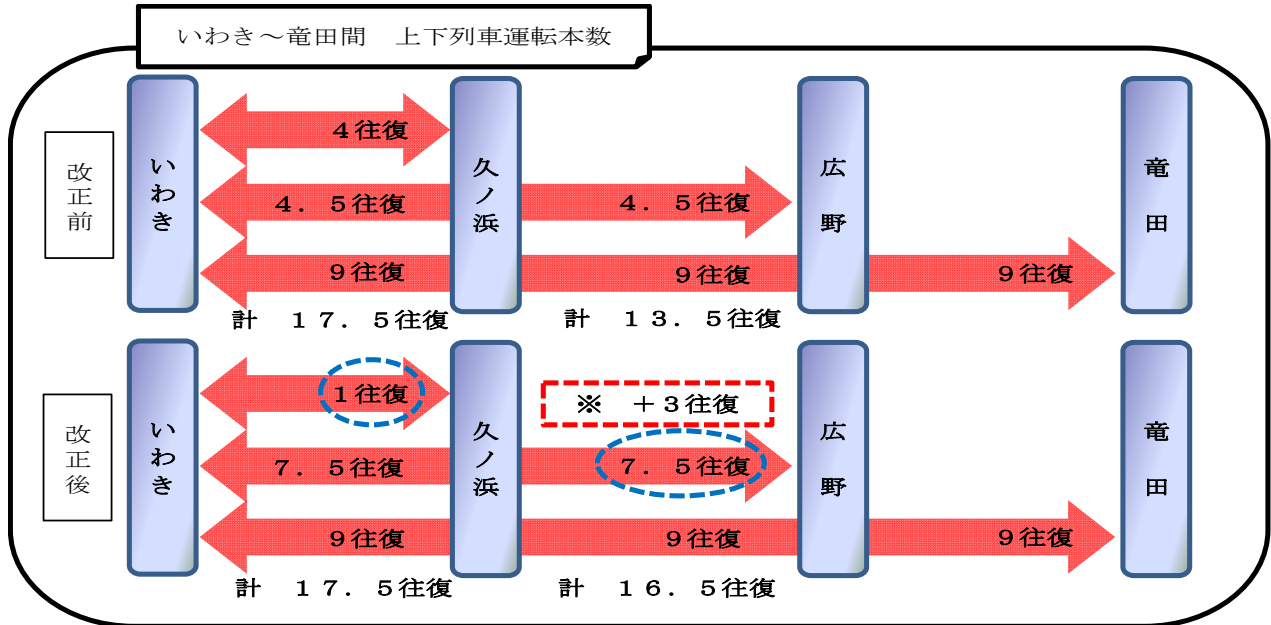 いわき～竜田間　上下列車運転本数
改正前
いわき
久ノ浜
広野
竜田
4往復
4．5往復
4．5往復
9往復
9往復
9往復
計　17．5往復
計　13．5往復
改正後
いわき
久ノ浜
広野
竜田
1往復
※　＋3往復
7．5往復
7．5往復
9往復
9往復
9往復
計　17．5往復
計　16．5往復